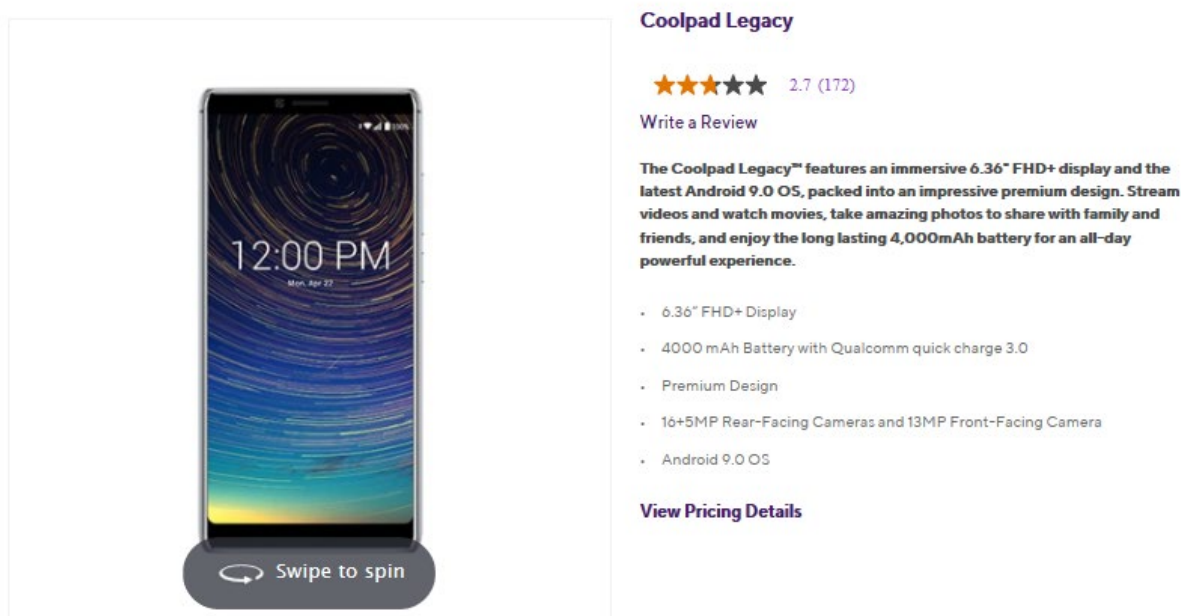 Coolpad Legacy
2.7 (172)
Write a Review
The Coolpad Legacy™ features an immersive 6.36" FHD+ display and the
latest Android 9.0 OS, packed into an impressive premium design. Stream
videos and watch movies, take amazing photos to share with family and
friends, and enjoy the long lasting 4,000mAh battery for an all-day
powerful experience.
• 6.36" FHD+ Display
• 4000 mAh Battery with Qualcomm quick charge 3.0
• Premium Design
• 16+5MP Rear-Facing Cameras and 13MP Front-Facing Camera
• Android 9.0 OS
View Pricing Details
100%
12:00 PM
Mon, Apr 22
Swipe to spin